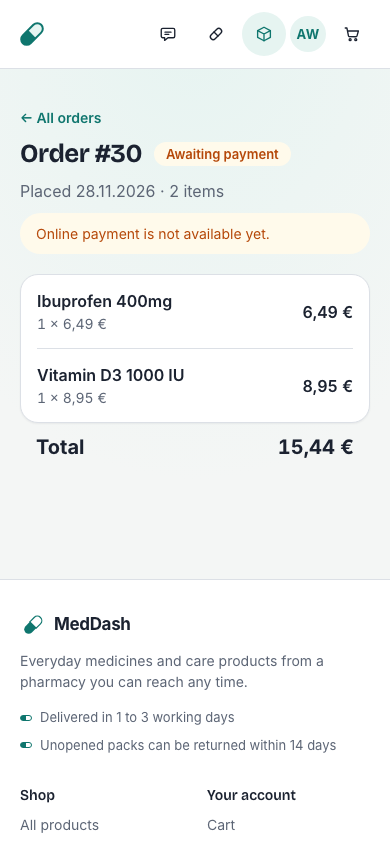 AW
← All orders
Order #30 Awaiting payment
Placed 28.11.2026 · 2 items
Online payment is not available yet.
Ibuprofen 400mg 6,49 €
1 × 6,49 €
Vitamin D3 1000 IU 8,95 €
1 × 8,95 €
Total 15,44 €
MedDash
Everyday medicines and care products from a
pharmacy you can reach any time.
Delivered in 1 to 3 working days
Unopened packs can be returned within 14 days
Shop Your account
All products Cart